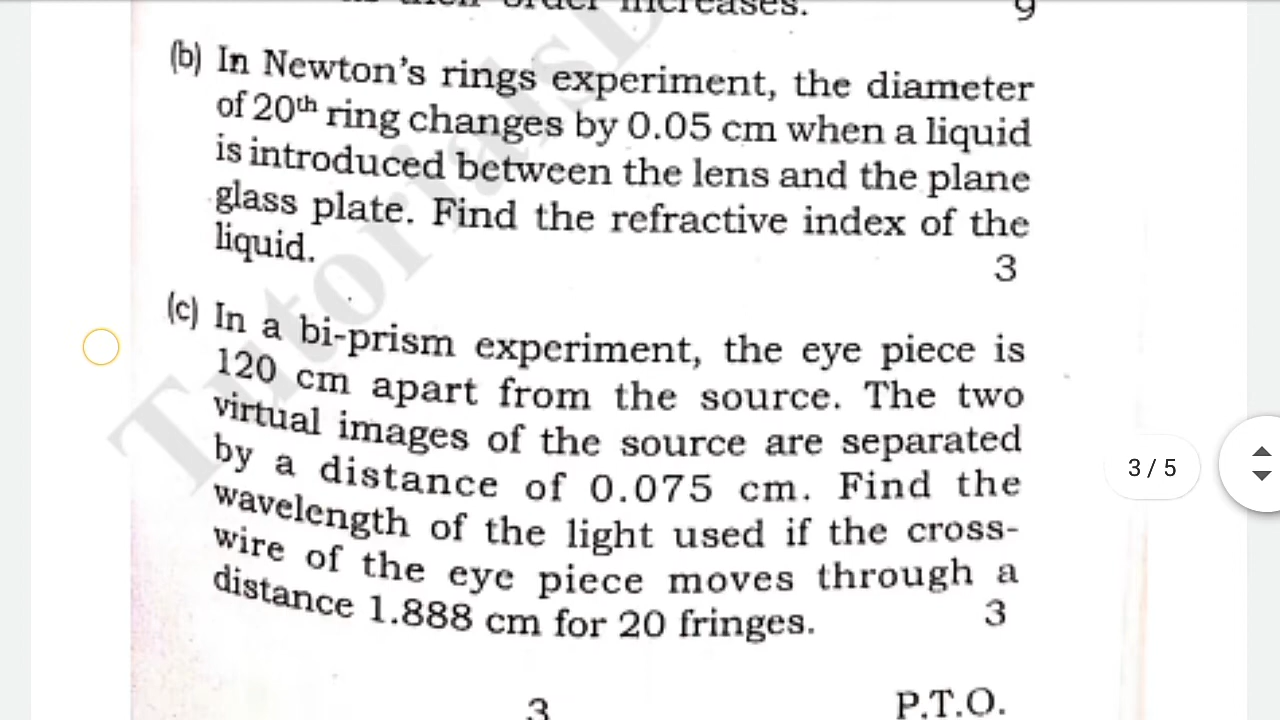 order increases. 9
(b) In Newton's rings experiment, the diameter
of 20th ring changes by 0.05 cm when a liquid
is introduced between the lens and the plane
glass plate. Find the refractive index of the
liquid. 3
(c) In a bi-prism experiment, the eye piece is
120 cm apart from the source. The two
virtual images of the source are separated
by a distance of 0.075 cm. Find the
wavelength of the light used if the cross-
wire of the eye piece moves through a
distance 1.888 cm for 20 fringes. 3
3/5
3 P.T.O.